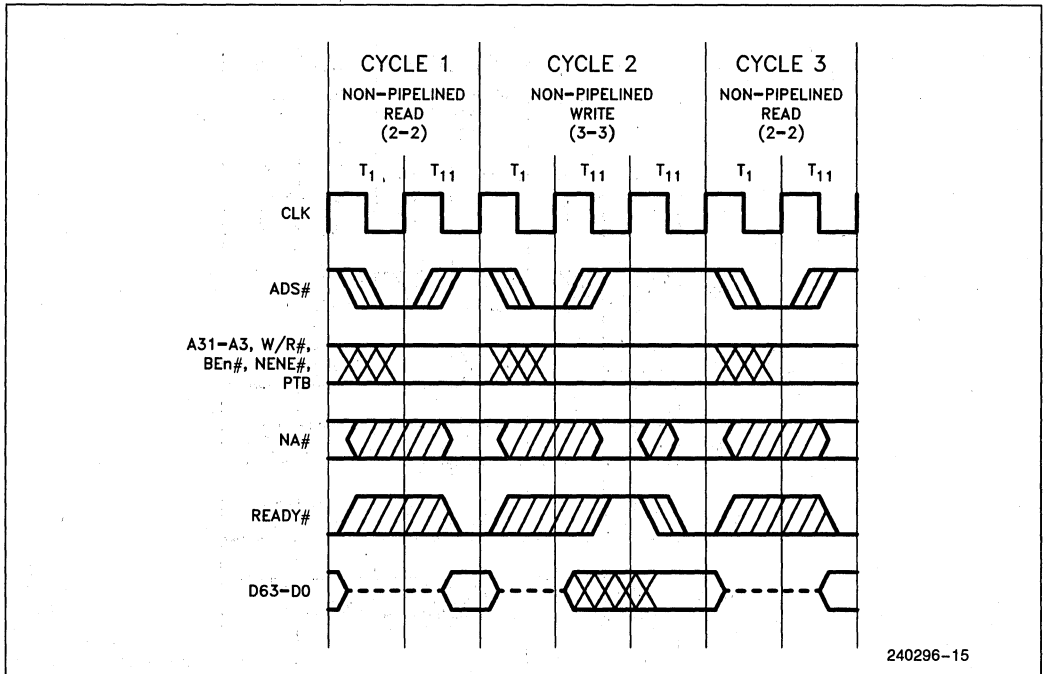 CYCLE 1
NON-PIPELINED
READ
(2-2)
CYCLE 2
NON-PIPELINED
WRITE
(3-3)
CYCLE 3
NON-PIPELINED
READ
(2-2)
T1 T11 T1 T11 T11 T1 T11
CLK
ADS#
A31-A3, W/R#,
BEn#, NENE#,
PTB
NA#
READY#
D63-D0
240296-15